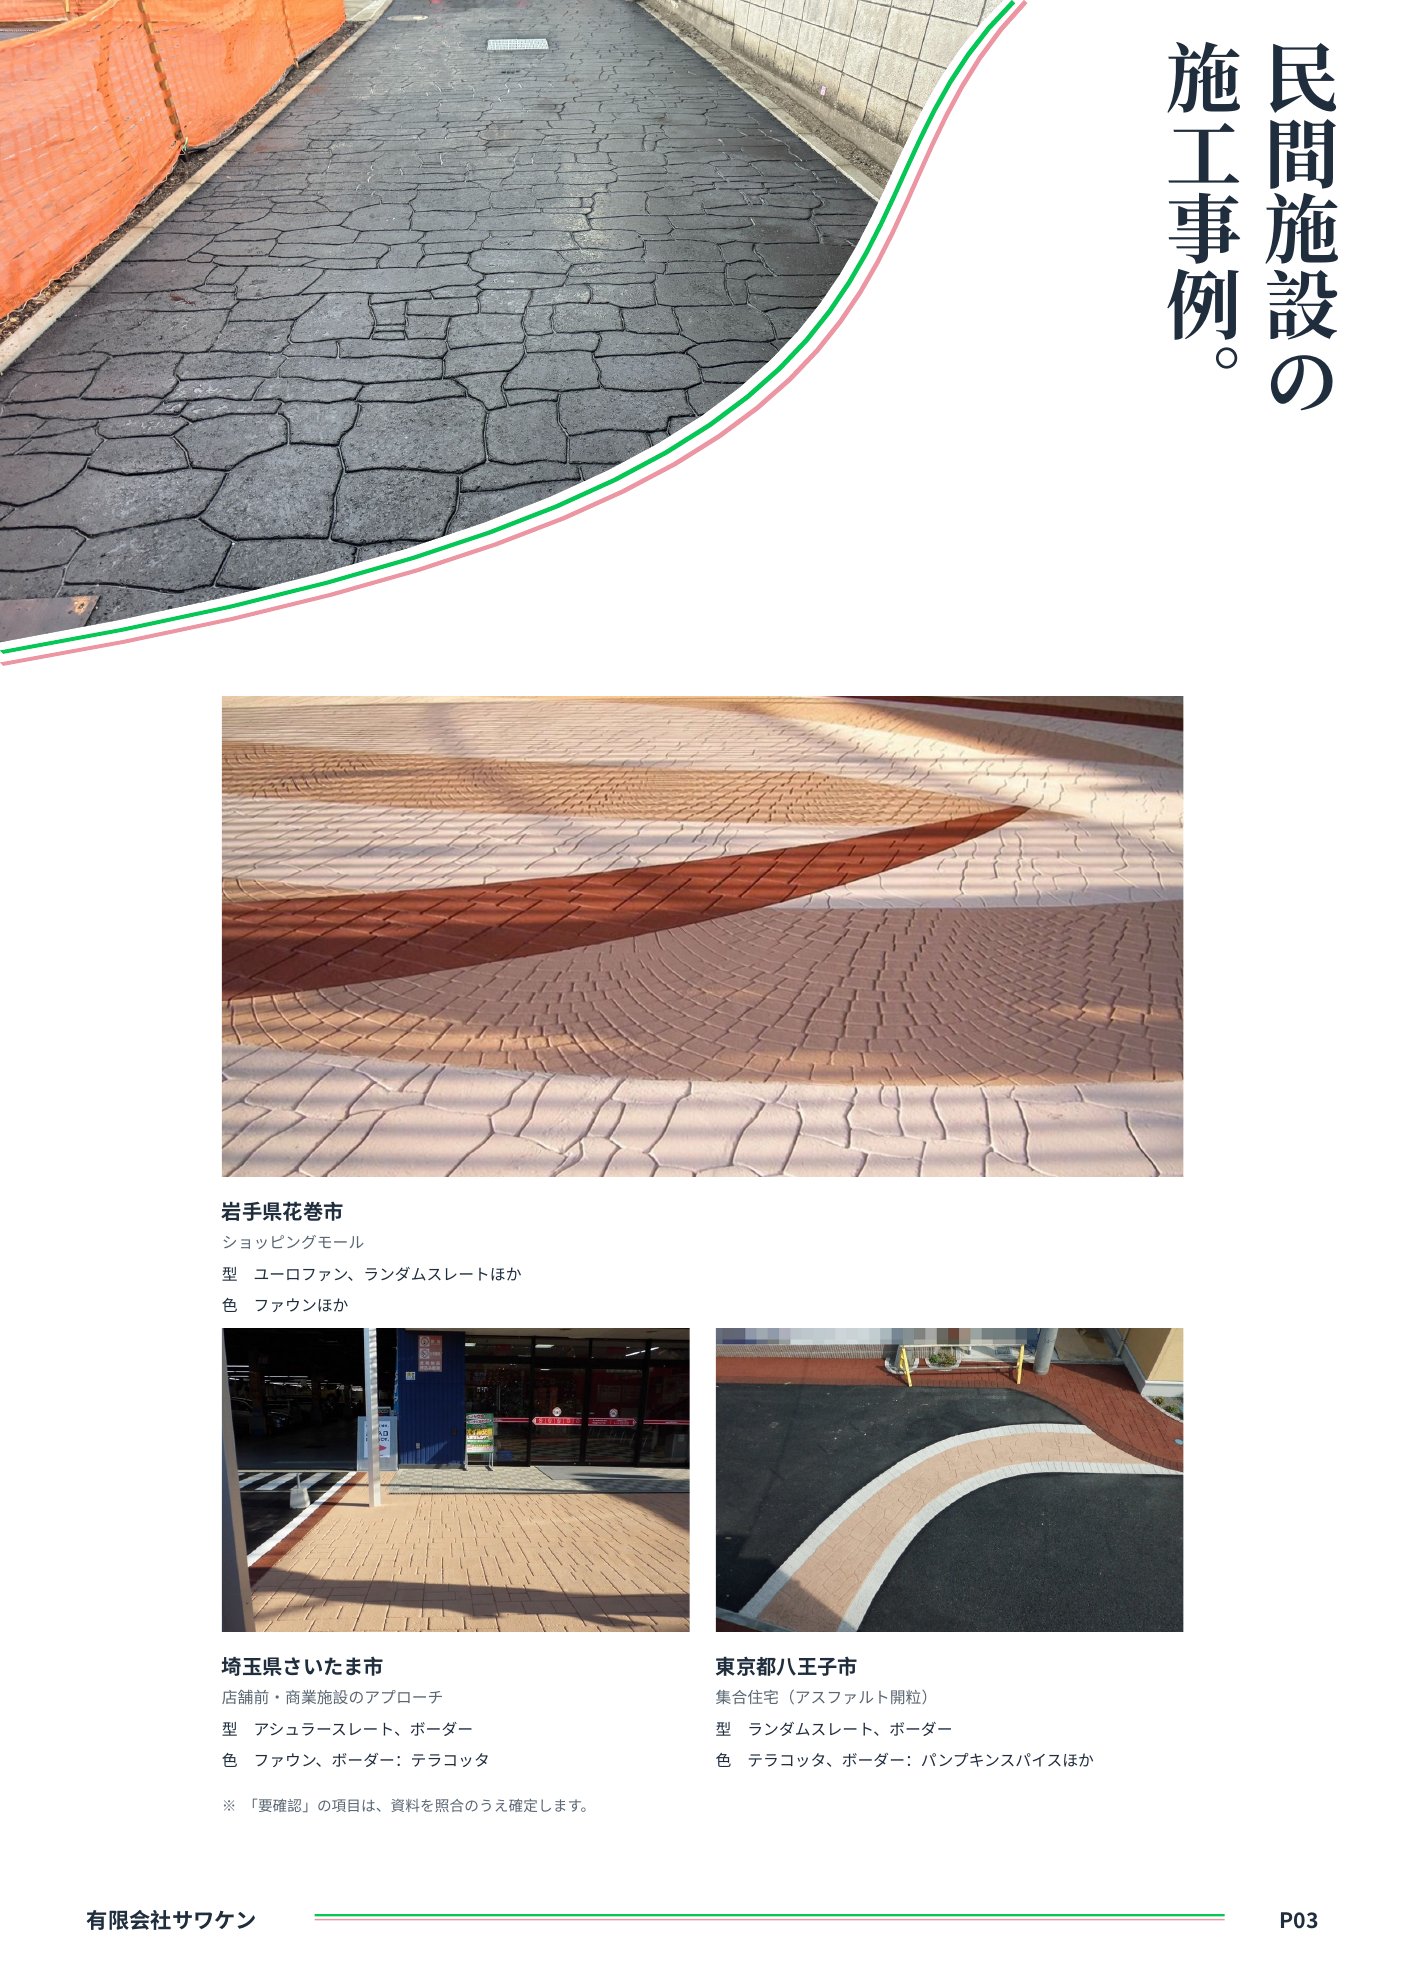 民間施設の
施工事例。
岩手県花巻市
ショッピングモール
型　ユーロファン、ランダムスレートほか
色　ファウンほか
埼玉県さいたま市
店舗前・商業施設のアプローチ
型　アシュラースレート、ボーダー
色　ファウン、ボーダー：テラコッタ
東京都八王子市
集合住宅（アスファルト開粒）
型　ランダムスレート、ボーダー
色　テラコッタ、ボーダー：パンプキンスパイスほか
※ 「要確認」の項目は、資料を照合のうえ確定します。
有限会社サワケン
P03